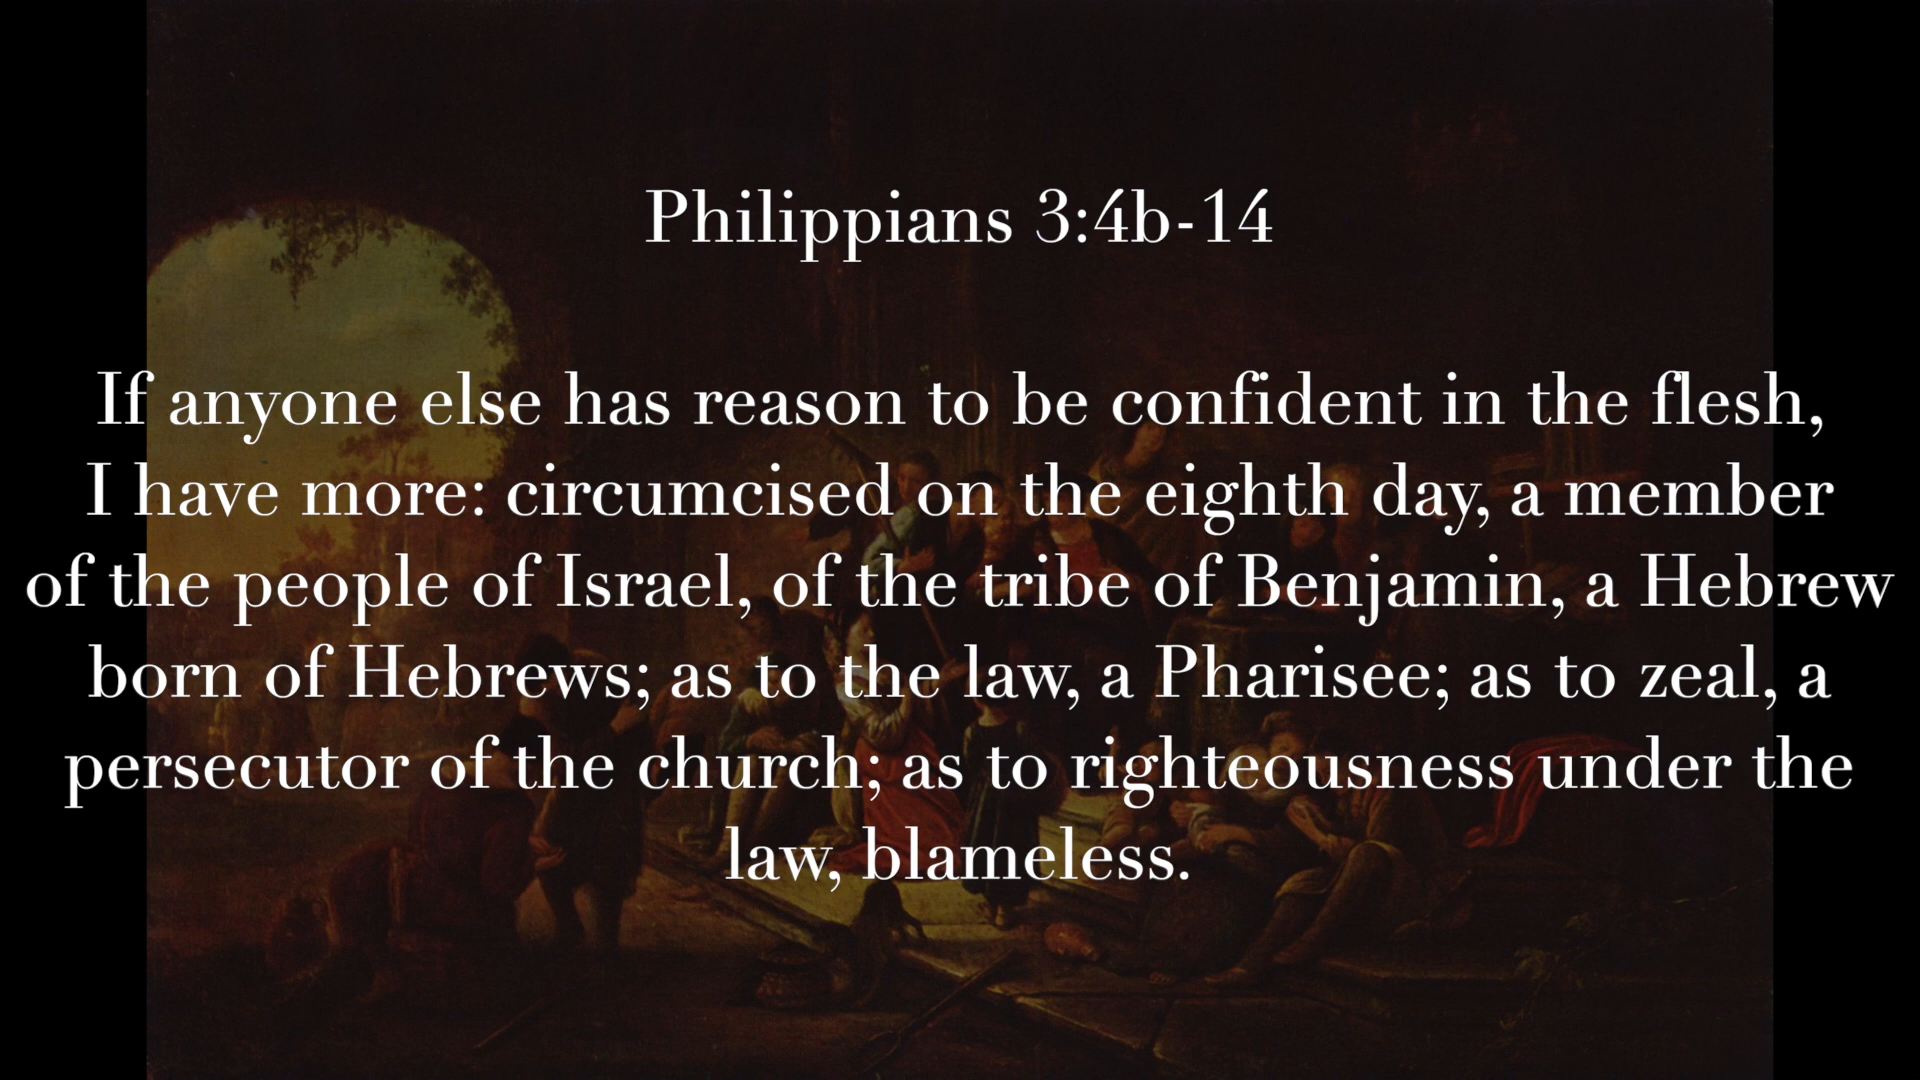 Philippians 3:4b-14
If anyone else has reason to be confident in the flesh,
I have more: circumcised on the eighth day, a member
of the people of Israel, of the tribe of Benjamin, a Hebrew
born of Hebrews; as to the law, a Pharisee; as to zeal, a
persecutor of the church; as to righteousness under the
law, blameless.